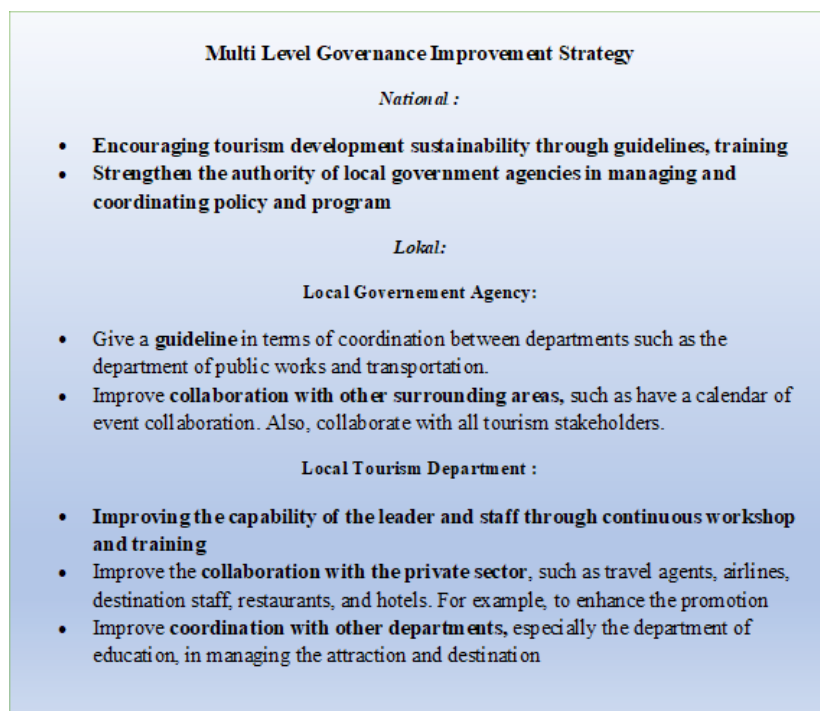 Multi Level Governance Improvement Strategy
National :
• Encouraging tourism development sustainability through guidelines, training
• Strengthen the authority of local government agencies in managing and
coordinating policy and program
Lokal:
Local Governement Agency:
• Give a guideline in terms of coordination between departments such as the
department of public works and transportation.
• Improve collaboration with other surrounding areas, such as have a calendar of
event collaboration. Also, collaborate with all tourism stakeholders.
Local Tourism Department :
• Improving the capability of the leader and staff through continuous workshop
and training
• Improve the collaboration with the private sector, such as travel agents, airlines,
destination staff, restaurants, and hotels. For example, to enhance the promotion
• Improve coordination with other departments, especially the department of
education, in managing the attraction and destination